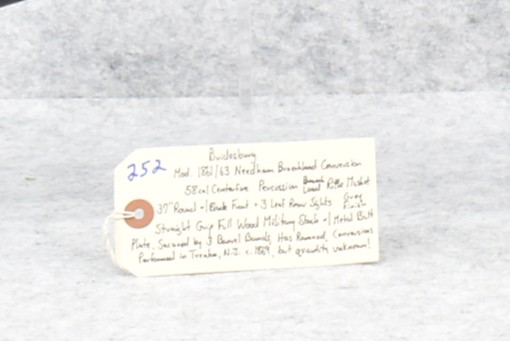 252
Bridesburg
Mod. 1861/63 Needham Breechload Conversion
58 cal Centerfire Percussion Breech Load Rifle Musket
37" Round w/ Front + 3 Leaf Rear Sights Gray Finish
Straight Grip Full Wood Military Stock w/ Metal Butt
Plate. Secured by 3 Barrel Bands. Has Ramrod. Conversions
Performed in Trenton, N.J. c. 1869, but quantity unknown!